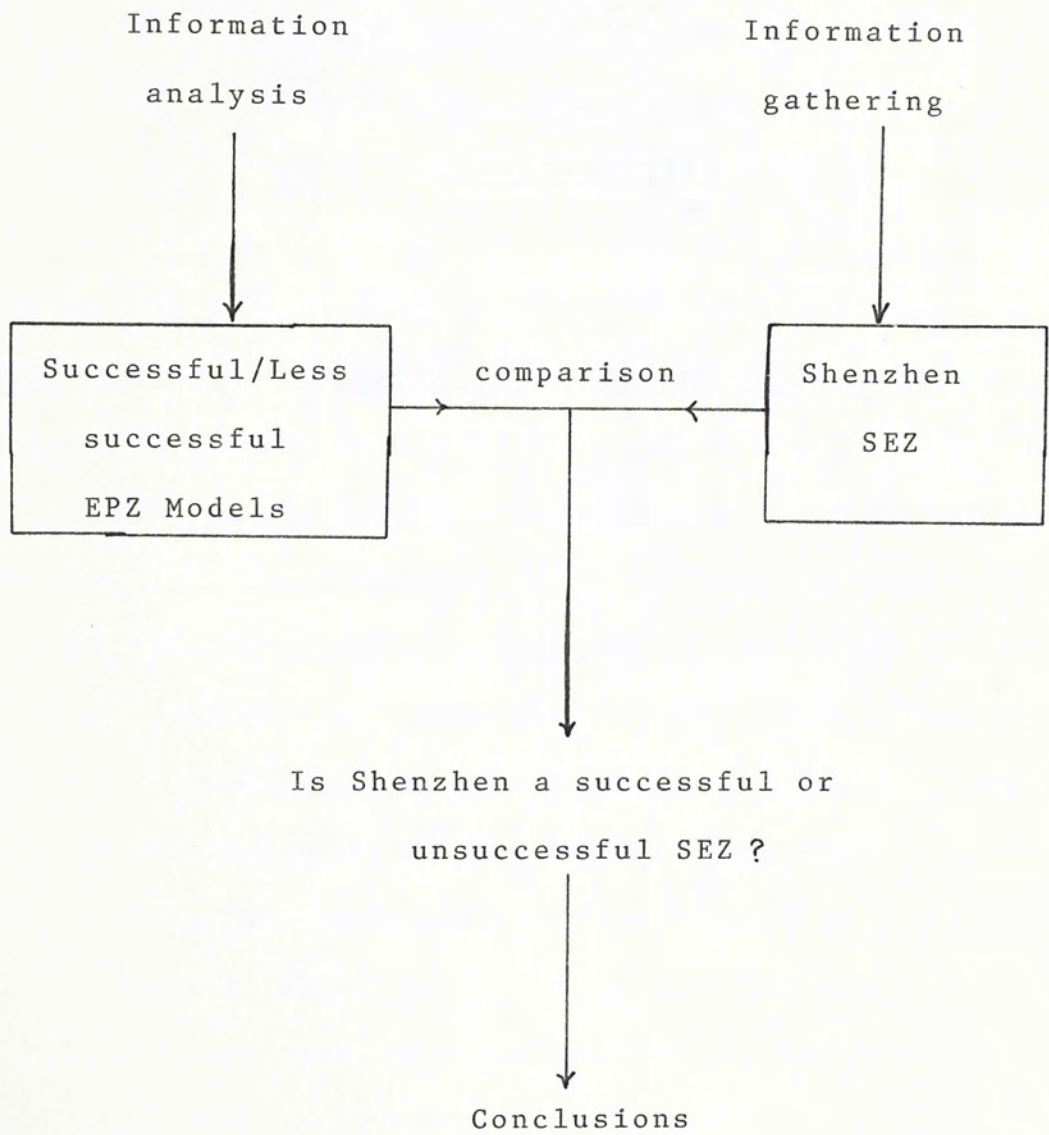 Information
analysis
Information
gathering
Successful/Less
successful
EPZ Models
comparison
Shenzhen
SEZ
Is Shenzhen a successful or
unsuccessful SEZ ?
Conclusions